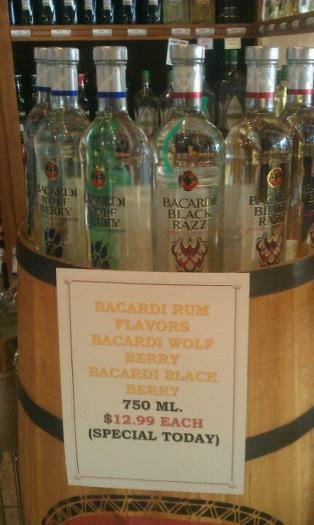 BACARDI
WOLF
BERRY
BACARDI
WOLF
BERRY
BACARDI
BLACK
RAZZ
BACARDI
BLACK
RAZZ
BACARDI RUM
FLAVORS
BACARDI WOLF
BERRY
BACARDI BLACK
BERRY
750 ML.
$12.99 EACH
(SPECIAL TODAY)